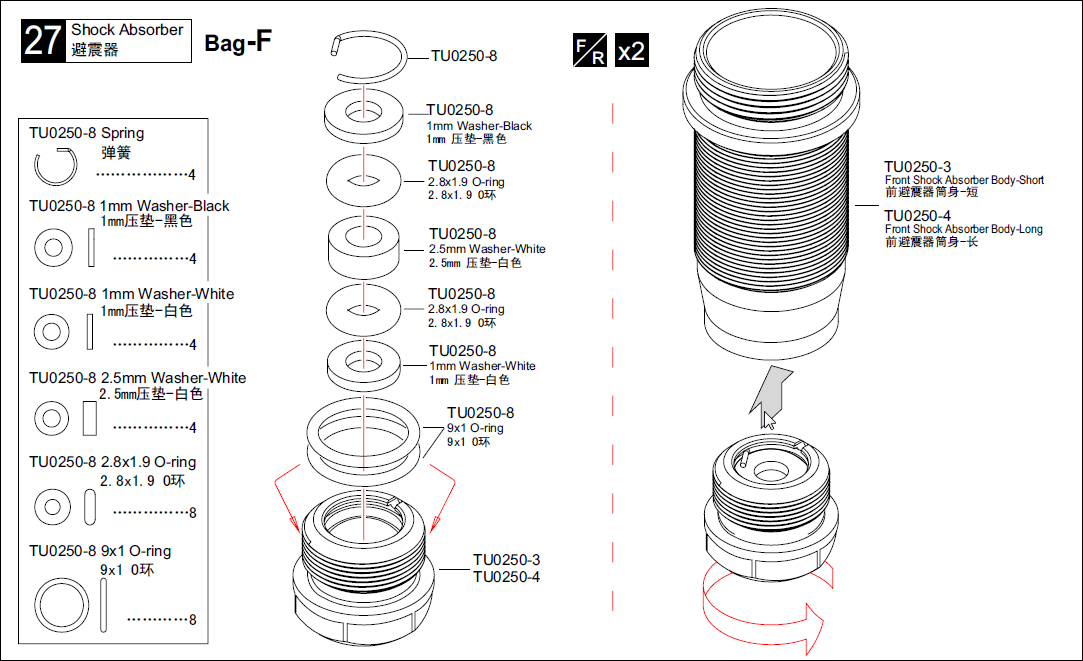 27
Shock Absorber
避震器
Bag-F
F/R x2
TU0250-8 Spring
弹簧
..................4
TU0250-8 1mm Washer-Black
1mm压垫-黑色
...............4
TU0250-8 1mm Washer-White
1mm压垫-白色
...............4
TU0250-8 2.5mm Washer-White
2.5mm压垫-白色
...............4
TU0250-8 2.8x1.9 O-ring
2.8x1.9 O环
...............8
TU0250-8 9x1 O-ring
9x1 O环
............8
TU0250-8
TU0250-8
1mm Washer-Black
1mm 压垫-黑色
TU0250-8
2.8x1.9 O-ring
2.8x1.9 O环
TU0250-8
2.5mm Washer-White
2.5mm 压垫-白色
TU0250-8
2.8x1.9 O-ring
2.8x1.9 O环
TU0250-8
1mm Washer-White
1mm 压垫-白色
TU0250-8
9x1 O-ring
9x1 O环
TU0250-3
TU0250-4
TU0250-3
Front Shock Absorber Body-Short
前避震器筒身-短
TU0250-4
Front Shock Absorber Body-Long
前避震器筒身-长